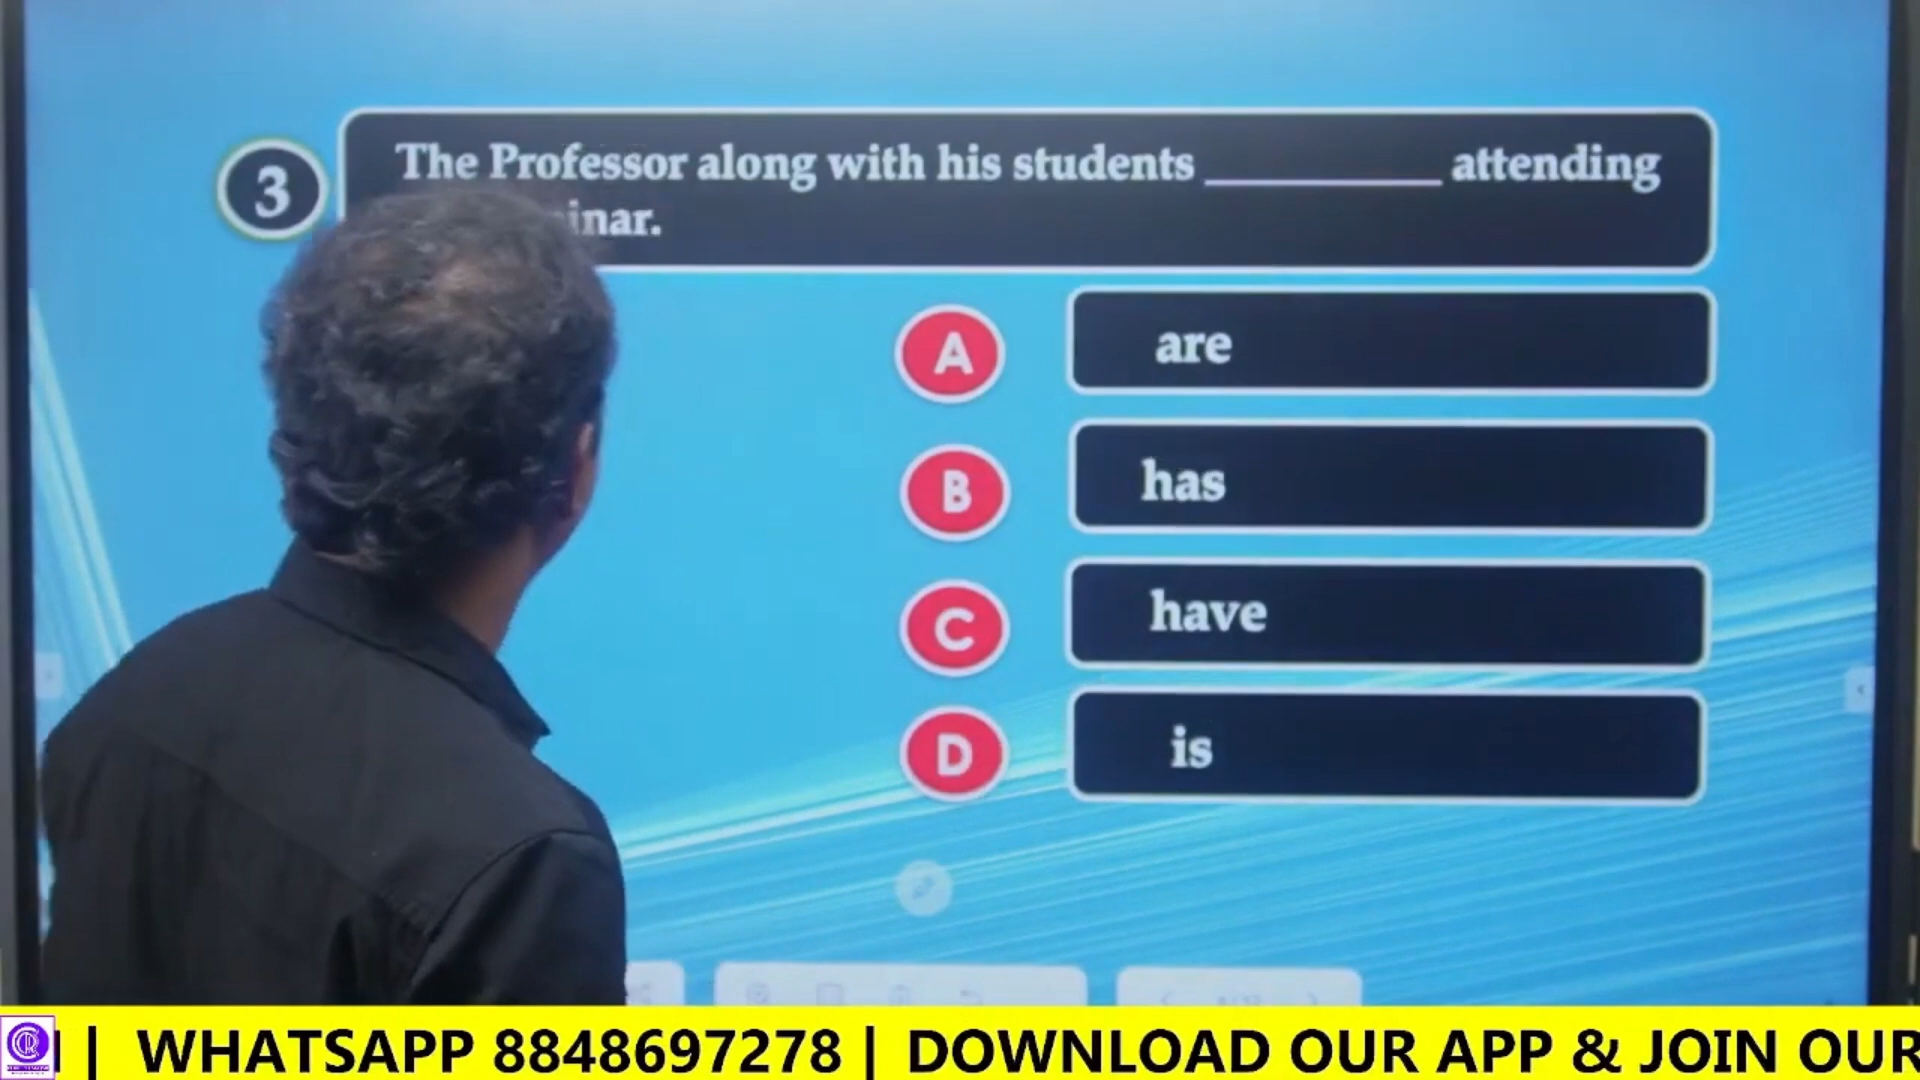 3
The Professor along with his students ________ attending
inar.
A are
B has
C have
D is
| WHATSAPP 8848697278 | DOWNLOAD OUR APP & JOIN OUR